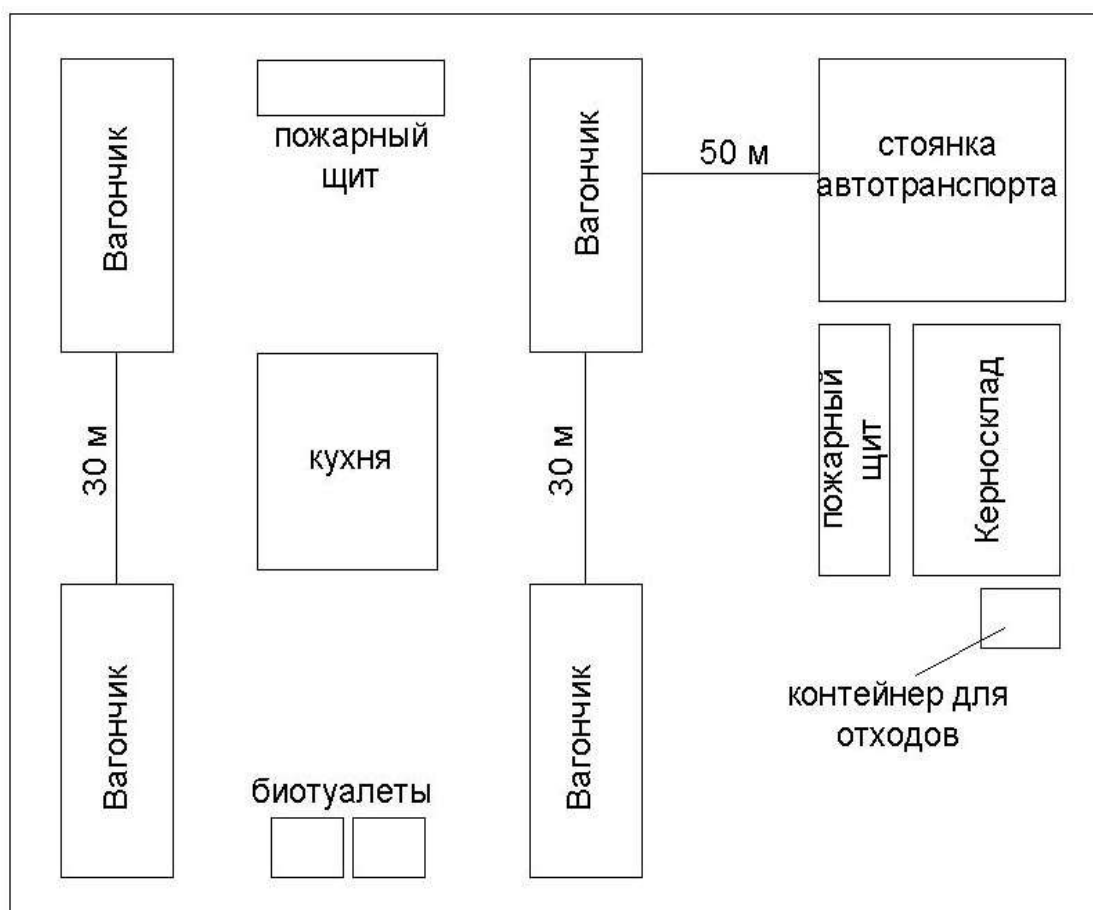 Вагончик
пожарный
щит
Вагончик
50 м
стоянка
автотранспорта
30 м
кухня
30 м
пожарный
щит
Керносклад
Вагончик
биотуалеты
Вагончик
контейнер для
отходов